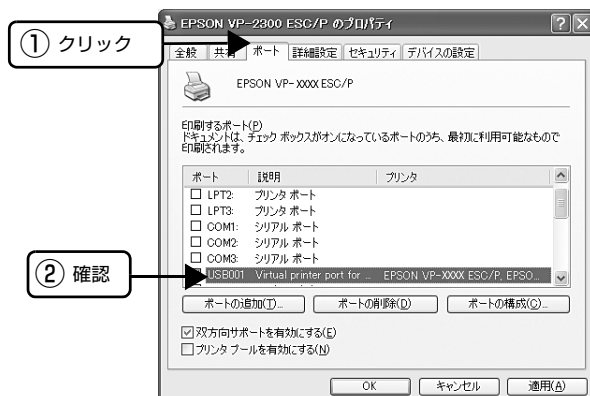 EPSON VP-2300 ESC/P のプロパティ
① クリック
全般 共有 ポート 詳細設定 セキュリティ デバイスの設定
EPSON VP-XXXX ESC/P
印刷するポート(P)
ドキュメントは、チェック ボックスがオンになっているポートのうち、最初に利用可能なもので
印刷されます。
ポート 説明 プリンタ
LPT2: プリンタ ポート
LPT3: プリンタ ポート
COM1: シリアル ポート
COM2: シリアル ポート
COM3: シリアル ポート
② 確認
USB001 Virtual printer port for ... EPSON VP-XXXX ESC/P, EPSO...
ポートの追加(T)... ポートの削除(D) ポートの構成(C)...
双方向サポートを有効にする(E)
プリンタ プールを有効にする(N)
OK キャンセル 適用(A)